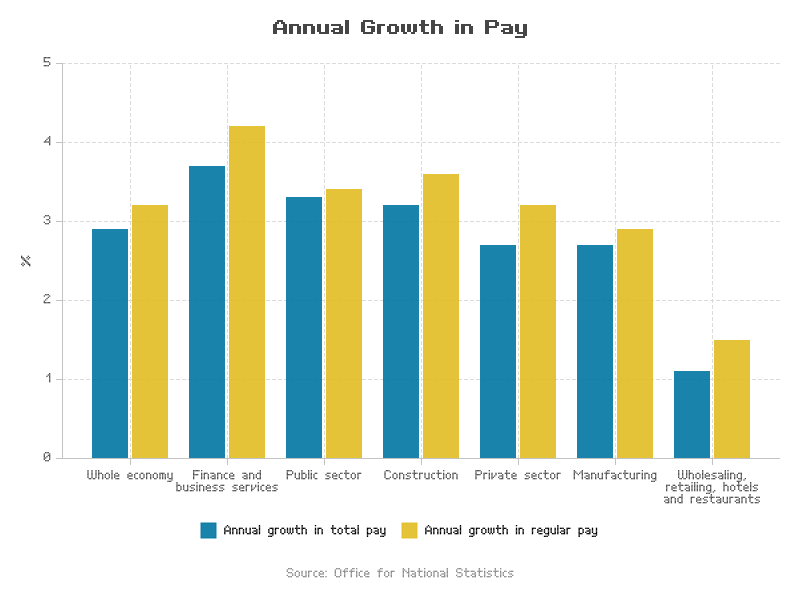 Annual Growth in Pay
5
4
3
%
2
1
0
Whole economy
Finance and
business services
Public sector
Construction
Private sector
Manufacturing
Wholesaling,
retailing, hotels
and restaurants
Annual growth in total pay
Annual growth in regular pay
Source: Office for National Statistics